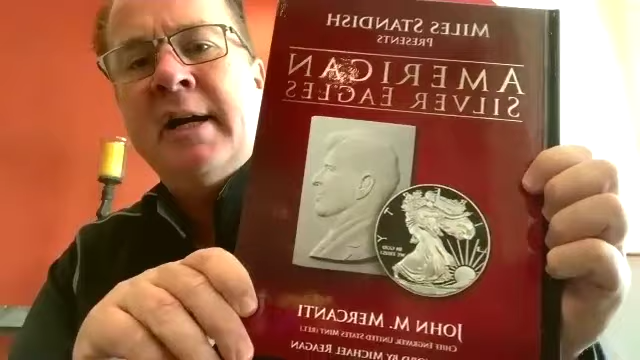 MILES STANDISH
PRESENTS
AMERICAN
SILVER EAGLES
JOHN M. MERCANTI
CHIEF ENGRAVER, UNITED STATES MINT (RET.)
BY MICHAEL REAGAN